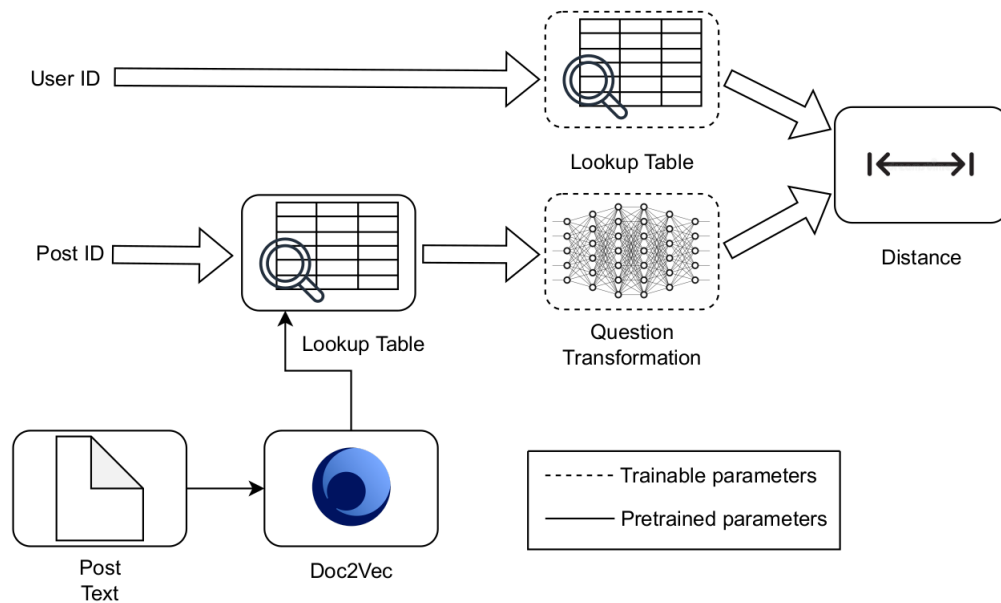 User ID
Lookup Table
Post ID
Distance
Lookup Table
Question
Transformation
Post
Text
Doc2Vec
Trainable parameters
Pretrained parameters